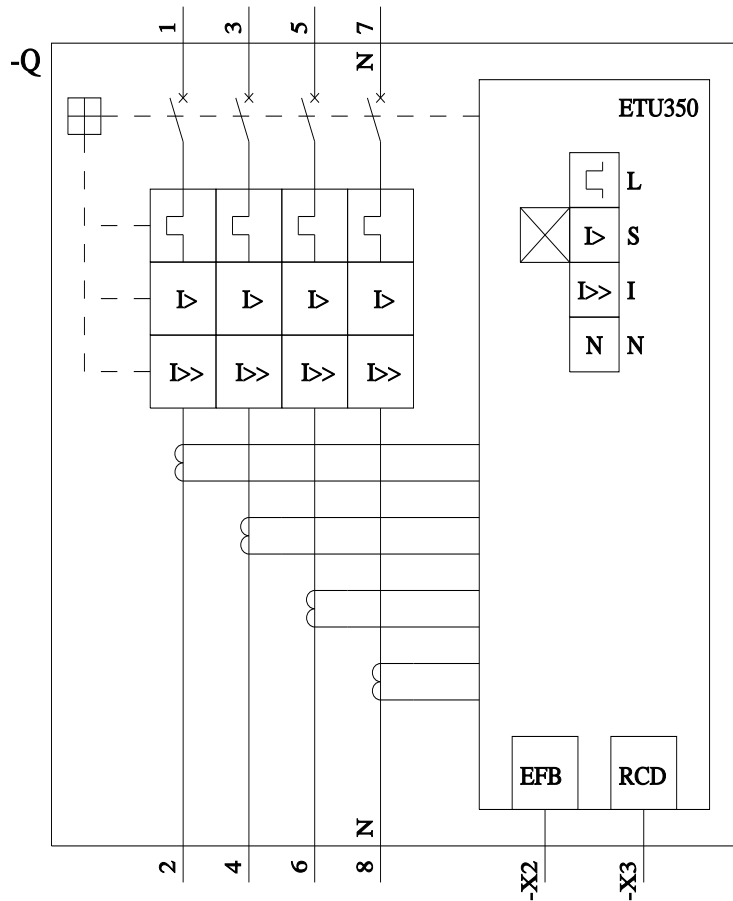 1 3 5 7
N
-Q
ETU350
L
I> I> I> I>
I> S
I>> I
N N
I>> I>> I>> I>>
EFB RCD
N
2 4 6 8
-X2 -X3